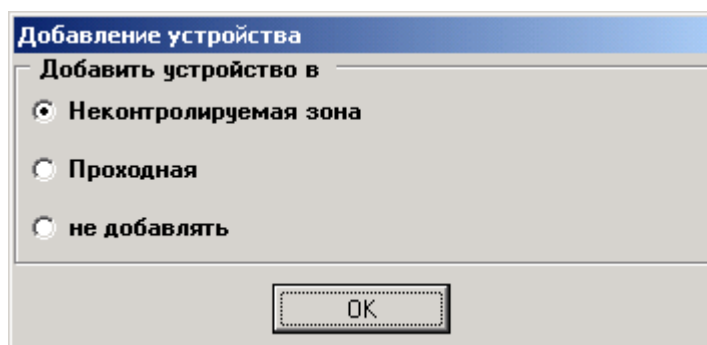 Добавление устройства
Добавить устройство в
Неконтролируемая зона
Проходная
не добавлять
OK